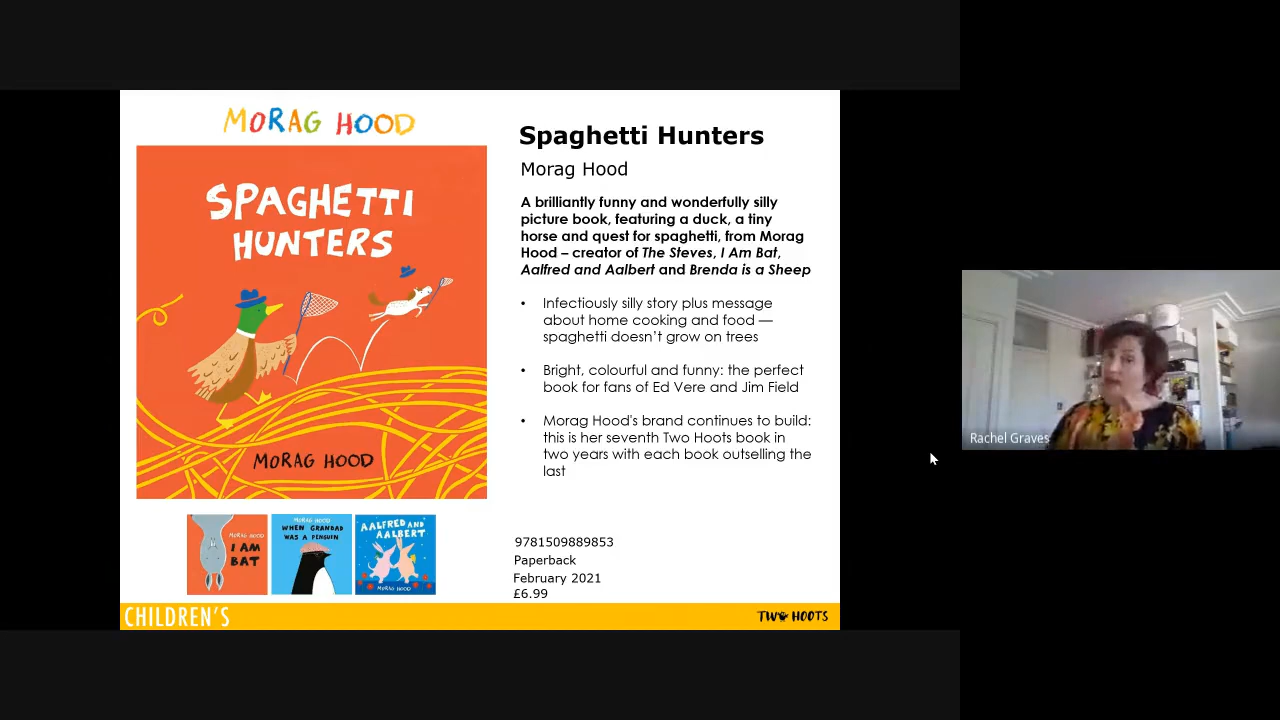 MORAG HOOD
SPAGHETTI
HUNTERS
MORAG HOOD
MORAG HOOD
I AM
BAT
MORAG HOOD
WHEN GRANDAD
WAS A PENGUIN
AALFRED AND
AALBERT
MORAG HOOD
Spaghetti Hunters
Morag Hood
A brilliantly funny and wonderfully silly
picture book, featuring a duck, a tiny
horse and quest for spaghetti, from Morag
Hood – creator of The Steves, I Am Bat,
Aalfred and Aalbert and Brenda is a Sheep
• Infectiously silly story plus message
about home cooking and food —
spaghetti doesn't grow on trees
• Bright, colourful and funny: the perfect
book for fans of Ed Vere and Jim Field
• Morag Hood's brand continues to build:
this is her seventh Two Hoots book in
two years with each book outselling the
last
9781509889853
Paperback
February 2021
£6.99
CHILDREN'S
TWO HOOTS
Rachel Graves